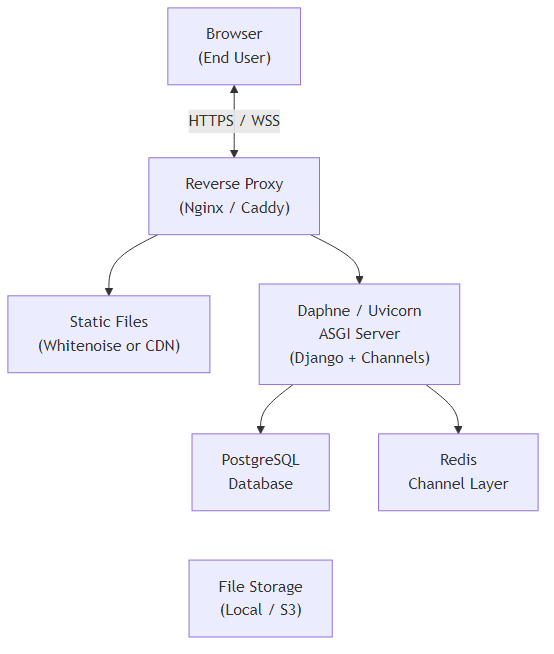 Browser
(End User)
HTTPS / WSS
Reverse Proxy
(Nginx / Caddy)
Static Files
(Whitenoise or CDN)
Daphne / Uvicorn
ASGI Server
(Django + Channels)
PostgreSQL
Database
Redis
Channel Layer
File Storage
(Local / S3)